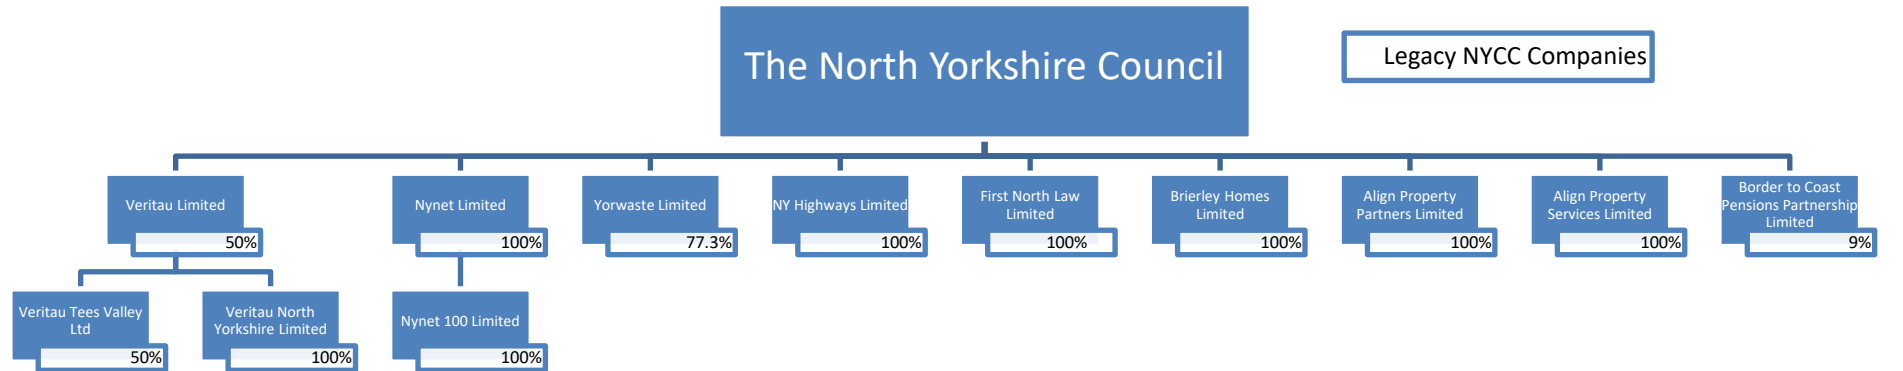 The North Yorkshire Council
Legacy NYCC Companies
Veritau Limited
50%
Nynet Limited
100%
Yorwaste Limited
77.3%
NY Highways Limited
100%
First North Law
Limited
100%
Brierley Homes
Limited
100%
Align Property
Partners Limited
100%
Align Property
Services Limited
100%
Border to Coast
Pensions Partnership
Limited
9%
Veritau Tees Valley
Ltd
50%
Veritau North
Yorkshire Limited
100%
Nynet 100 Limited
100%